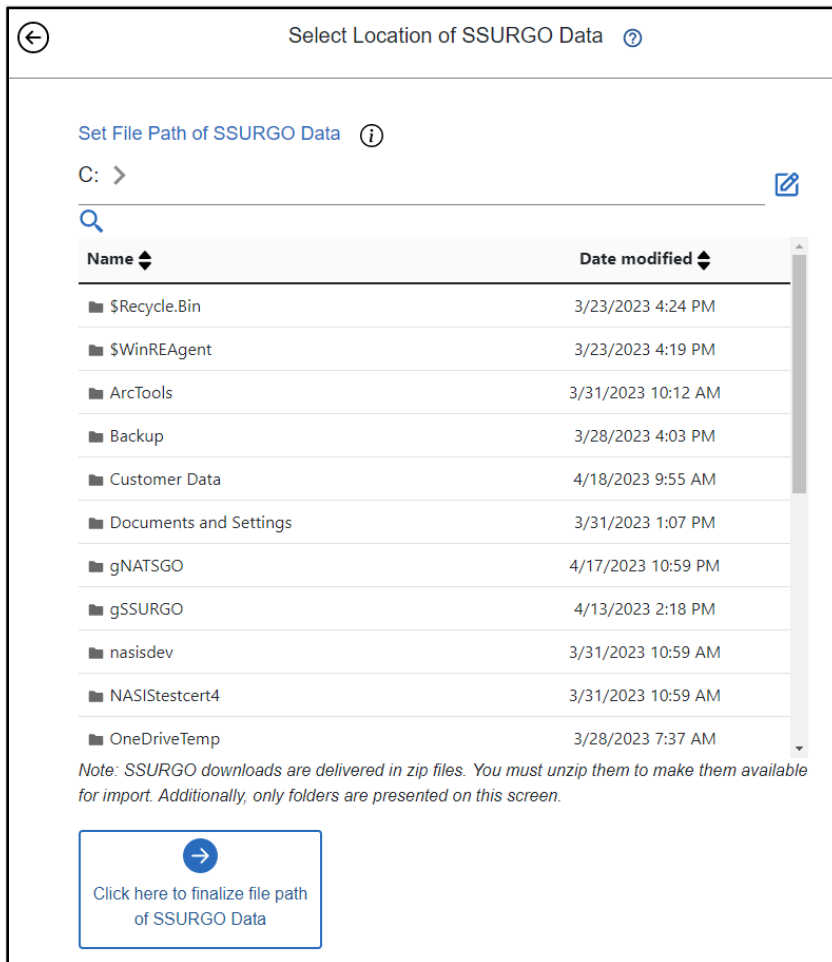 Select Location of SSURGO Data
Set File Path of SSURGO Data
C: >
Name Date modified
$Recycle.Bin 3/23/2023 4:24 PM
$WinREAgent 3/23/2023 4:19 PM
ArcTools 3/31/2023 10:12 AM
Backup 3/28/2023 4:03 PM
Customer Data 4/18/2023 9:55 AM
Documents and Settings 3/31/2023 1:07 PM
gNATSGO 4/17/2023 10:59 PM
gSSURGO 4/13/2023 2:18 PM
nasisdev 3/31/2023 10:59 AM
NASIStestcert4 3/31/2023 10:59 AM
OneDriveTemp 3/28/2023 7:37 AM
Note: SSURGO downloads are delivered in zip files. You must unzip them to make them available
for import. Additionally, only folders are presented on this screen.
Click here to finalize file path
of SSURGO Data